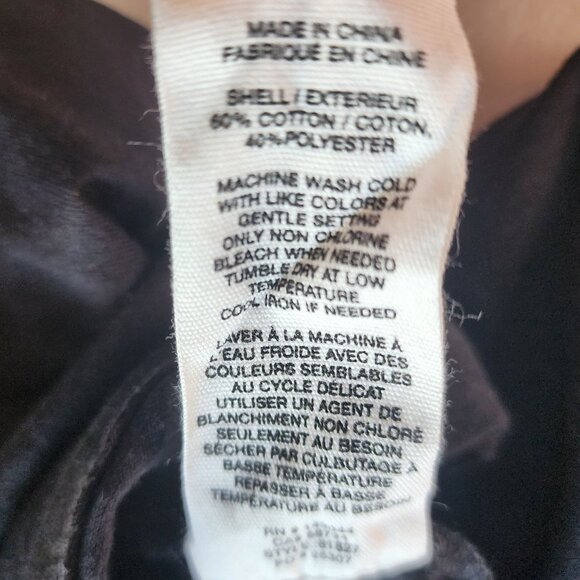 MADE IN CHINA
FABRIQUÉ EN CHINE
SHELL / EXTERIEUR
60% COTTON / COTON,
40% POLYESTER
MACHINE WASH COLD
WITH LIKE COLORS AT
GENTLE SETTING
ONLY NON CHLORINE
BLEACH WHEN NEEDED
TUMBLE DRY AT LOW
TEMPERATURE
COOL IRON IF NEEDED
LAVER À LA MACHINE À
L'EAU FROIDE AVEC DES
COULEURS SEMBLABLES
AU CYCLE DÉLICAT
UTILISER UN AGENT DE
BLANCHIMENT NON CHLORÉ
SEULEMENT AU BESOIN
SÉCHER PAR CULBUTAGE À
BASSE TEMPÉRATURE
REPASSER À BASSE
TEMPÉRATURE AU BESOIN
RN #
CA#
STYLE#